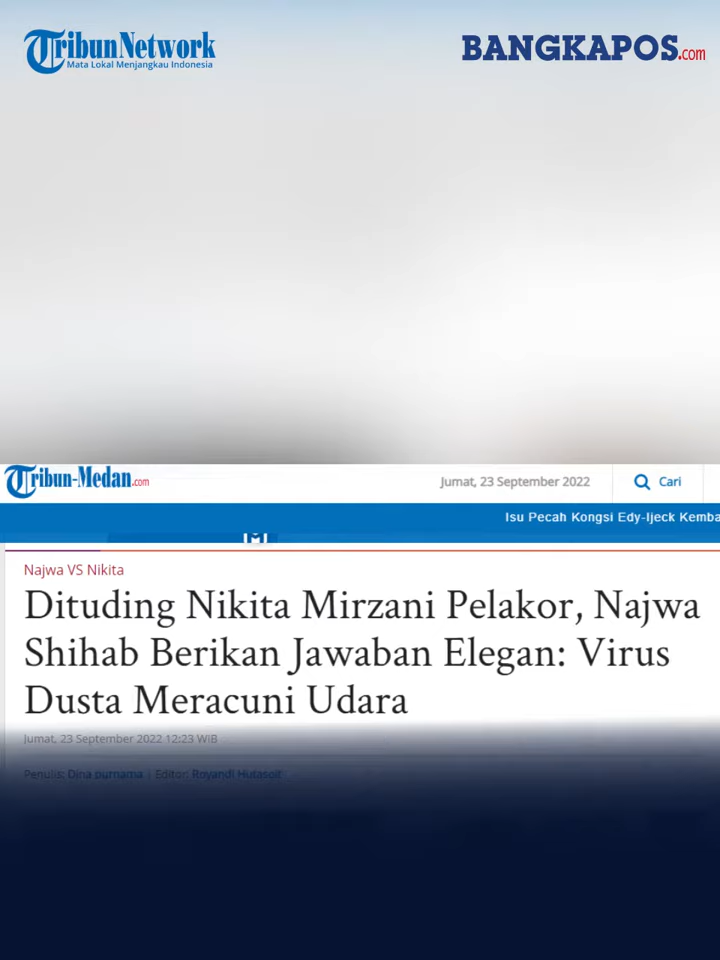 TribunNetwork
Mata Lokal Menjangkau Indonesia
BANGKAPOS.com
Tribun-Medan.com
Jumat, 23 September 2022
Cari
Isu Pecah Kongsi Edy-Ijeck Kemba
Najwa VS Nikita
Dituding Nikita Mirzani Pelakor, Najwa
Shihab Berikan Jawaban Elegan: Virus
Dusta Meracuni Udara
Jumat, 23 September 2022 12:23 WIB
Penulis: Dina purnama | Editor: Royandi Hutasoit